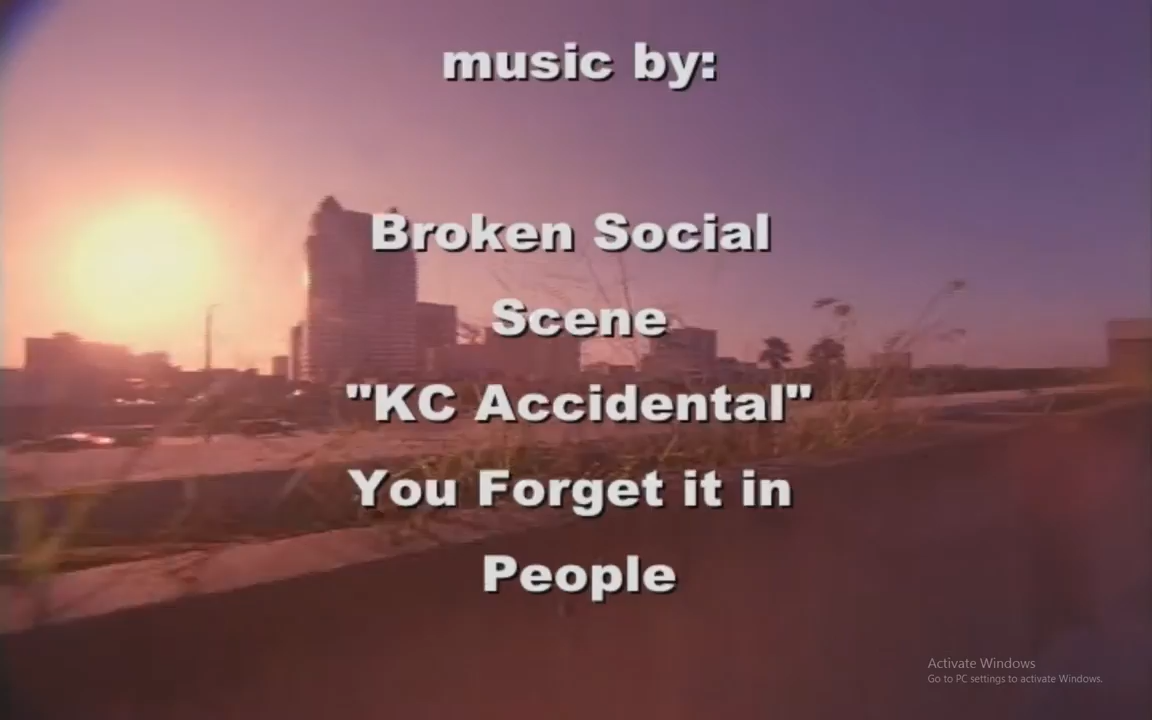 music by:
Broken Social
Scene
"KC Accidental"
You Forget it in
People
Activate Windows
Go to PC settings to activate Windows.